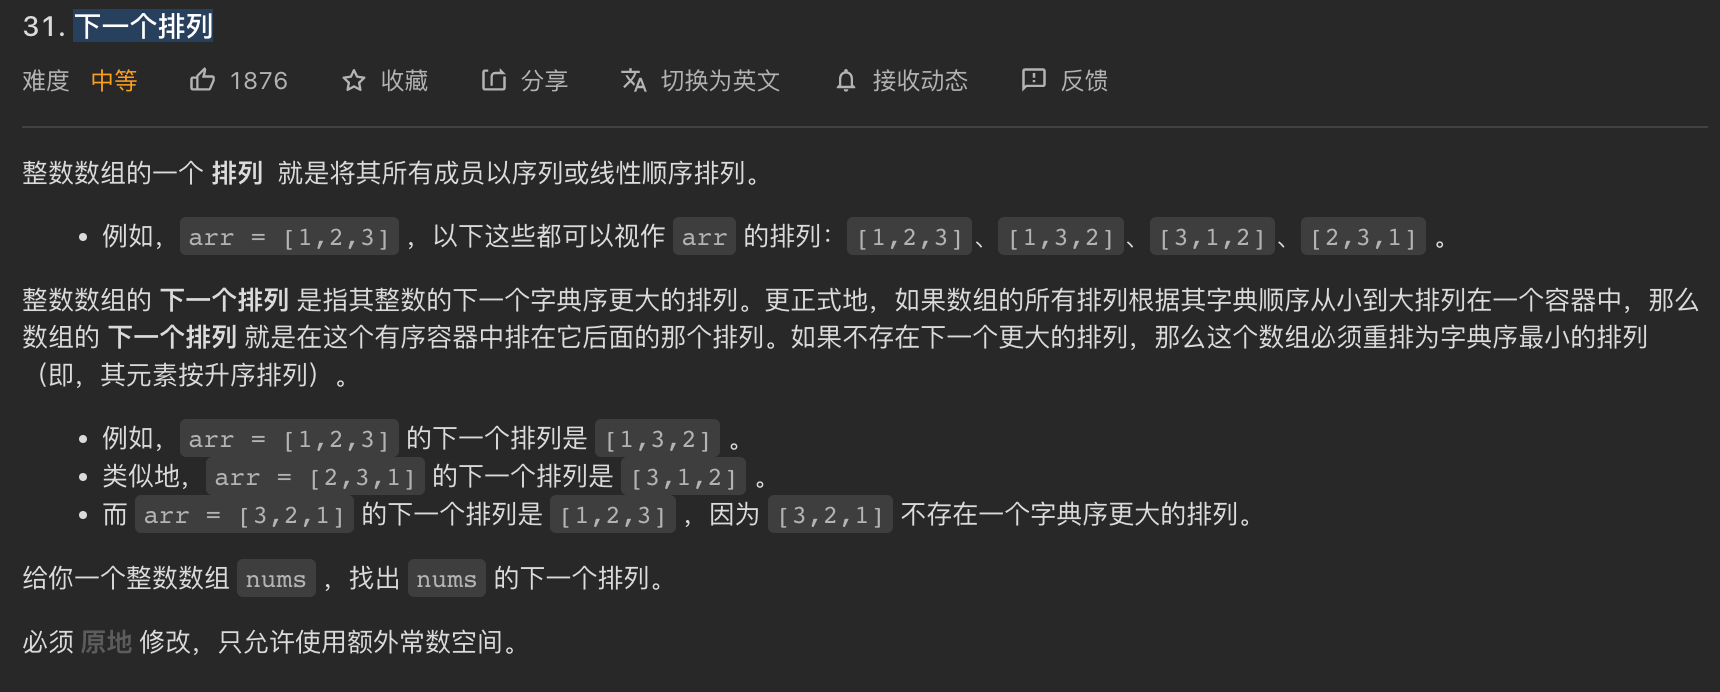 31. 下一个排列
难度 中等 1876 收藏 分享 切换为英文 接收动态 反馈
整数数组的一个 排列 就是将其所有成员以序列或线性顺序排列。
• 例如，arr = [1,2,3] ，以下这些都可以视作 arr 的排列：[1,2,3]、[1,3,2]、[3,1,2]、[2,3,1] 。
整数数组的 下一个排列 是指其整数的下一个字典序更大的排列。更正式地，如果数组的所有排列根据其字典顺序从小到大排列在一个容器中，那么
数组的 下一个排列 就是在这个有序容器中排在它后面的那个排列。如果不存在下一个更大的排列，那么这个数组必须重排为字典序最小的排列
（即，其元素按升序排列）。
• 例如，arr = [1,2,3] 的下一个排列是 [1,3,2] 。
• 类似地，arr = [2,3,1] 的下一个排列是 [3,1,2] 。
• 而 arr = [3,2,1] 的下一个排列是 [1,2,3] ，因为 [3,2,1] 不存在一个字典序更大的排列。
给你一个整数数组 nums ，找出 nums 的下一个排列。
必须 原地 修改，只允许使用额外常数空间。